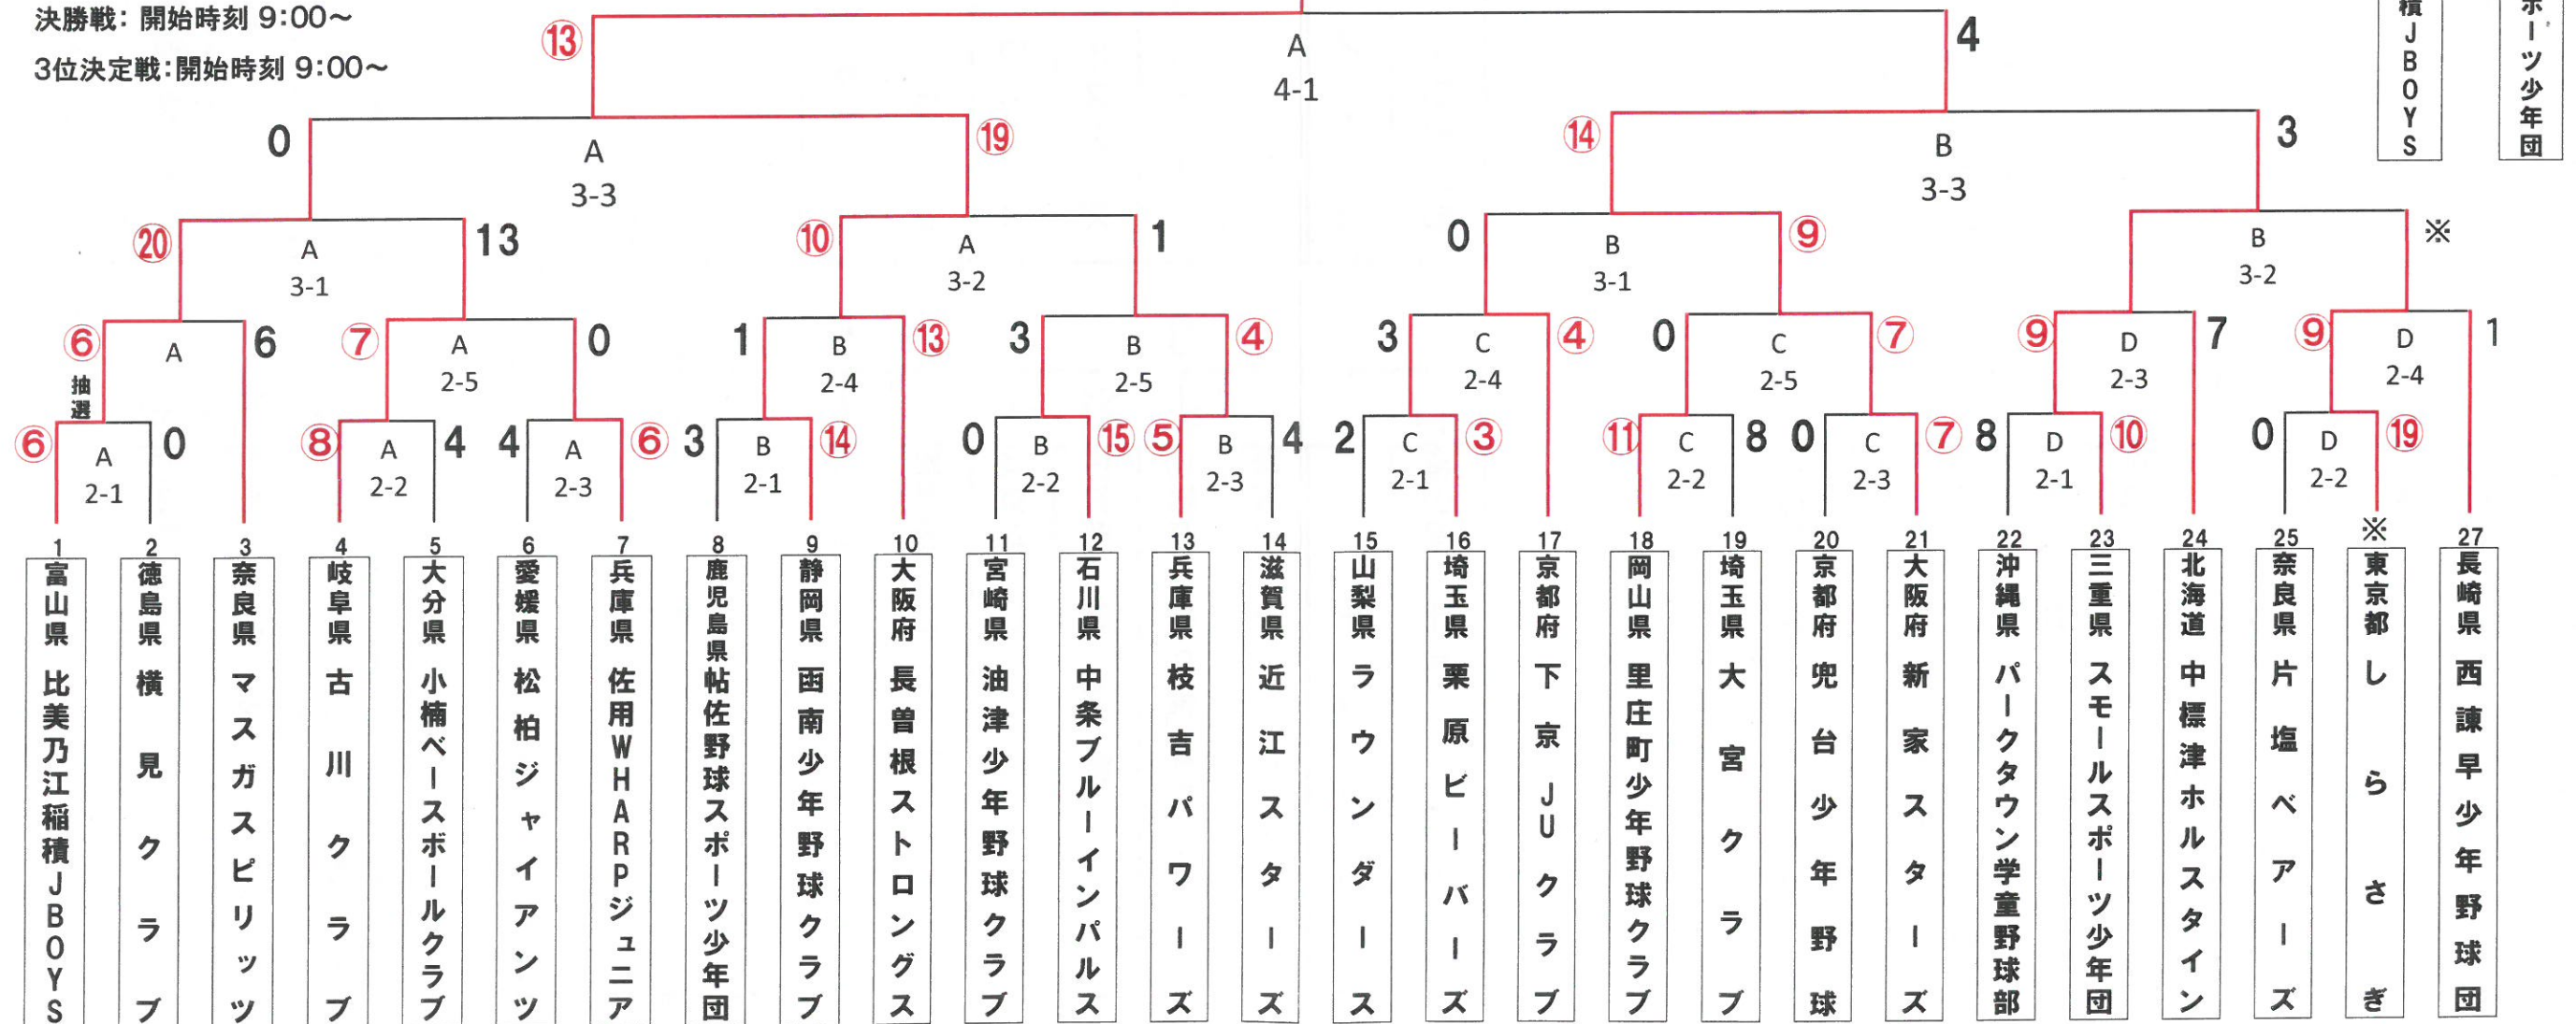 決勝戦: 開始時刻 9:00〜
3位決定戦:開始時刻 9:00〜
積JBOYS
ポーツ少年団
⑬ A 4-1 4
0 A 3-3 ⑲ ⑭ B 3-3 3
⑳ A 3-1 13 ⑩ A 3-2 1 0 B 3-1 ⑨ B 3-2 ※
⑥ 抽選 A 6 ⑦ A 2-5 0 1 B 2-4 ⑬ 3 B 2-5 ④ 3 C 2-4 ④ 0 C 2-5 ⑦ ⑨ D 2-3 7 ⑨ D 2-4 1
⑥ A 2-1 0 ⑧ A 2-2 4 4 A 2-3 ⑥ 3 B 2-1 ⑭ 0 B 2-2 ⑮ ⑤ B 2-3 4 2 C 2-1 ③ ⑪ C 2-2 8 0 C 2-3 ⑦ 8 D 2-1 ⑩ 0 D 2-2 ⑲
1 富山県 比美乃江稲積JBOYS
2 徳島県 横見クラブ
3 奈良県 マスガスピリッツ
4 岐阜県 古川クラブ
5 大分県 小楠ベースボールクラブ
6 愛媛県 松柏ジャイアンツ
7 兵庫県 佐用WHARPジュニア
8 鹿児島県 帖佐野球スポーツ少年団
9 静岡県 函南少年野球クラブ
10 大阪府 長曽根ストロングス
11 宮崎県 油津少年野球クラブ
12 石川県 中条ブルーインパルス
13 兵庫県 枝吉パワーズ
14 滋賀県 近江スターズ
15 山梨県 ラウンダース
16 埼玉県 栗原ビーバーズ
17 京都府 下京JUクラブ
18 岡山県 里庄町少年野球クラブ
19 埼玉県 大宮クラブ
20 京都府 兜台少年野球
21 大阪府 新家スターズ
22 沖縄県 パークタウン学童野球部
23 三重県 スモールスポーツ少年団
24 北海道 中標津ホルスタイン
25 奈良県 片塩ベアーズ
※ 東京都 しらさぎ
27 長崎県 西諫早少年野球団